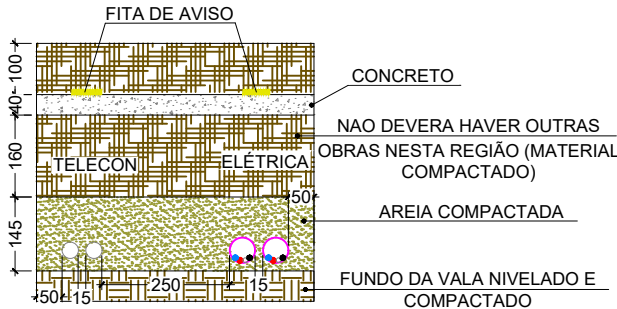 FITA DE AVISO
100
CONCRETO
40
NAO DEVERA HAVER OUTRAS
OBRAS NESTA REGIÃO (MATERIAL
COMPACTADO)
160
TELECON
ELÉTRICA
50
AREIA COMPACTADA
145
50
15
250
15
FUNDO DA VALA NIVELADO E
COMPACTADO